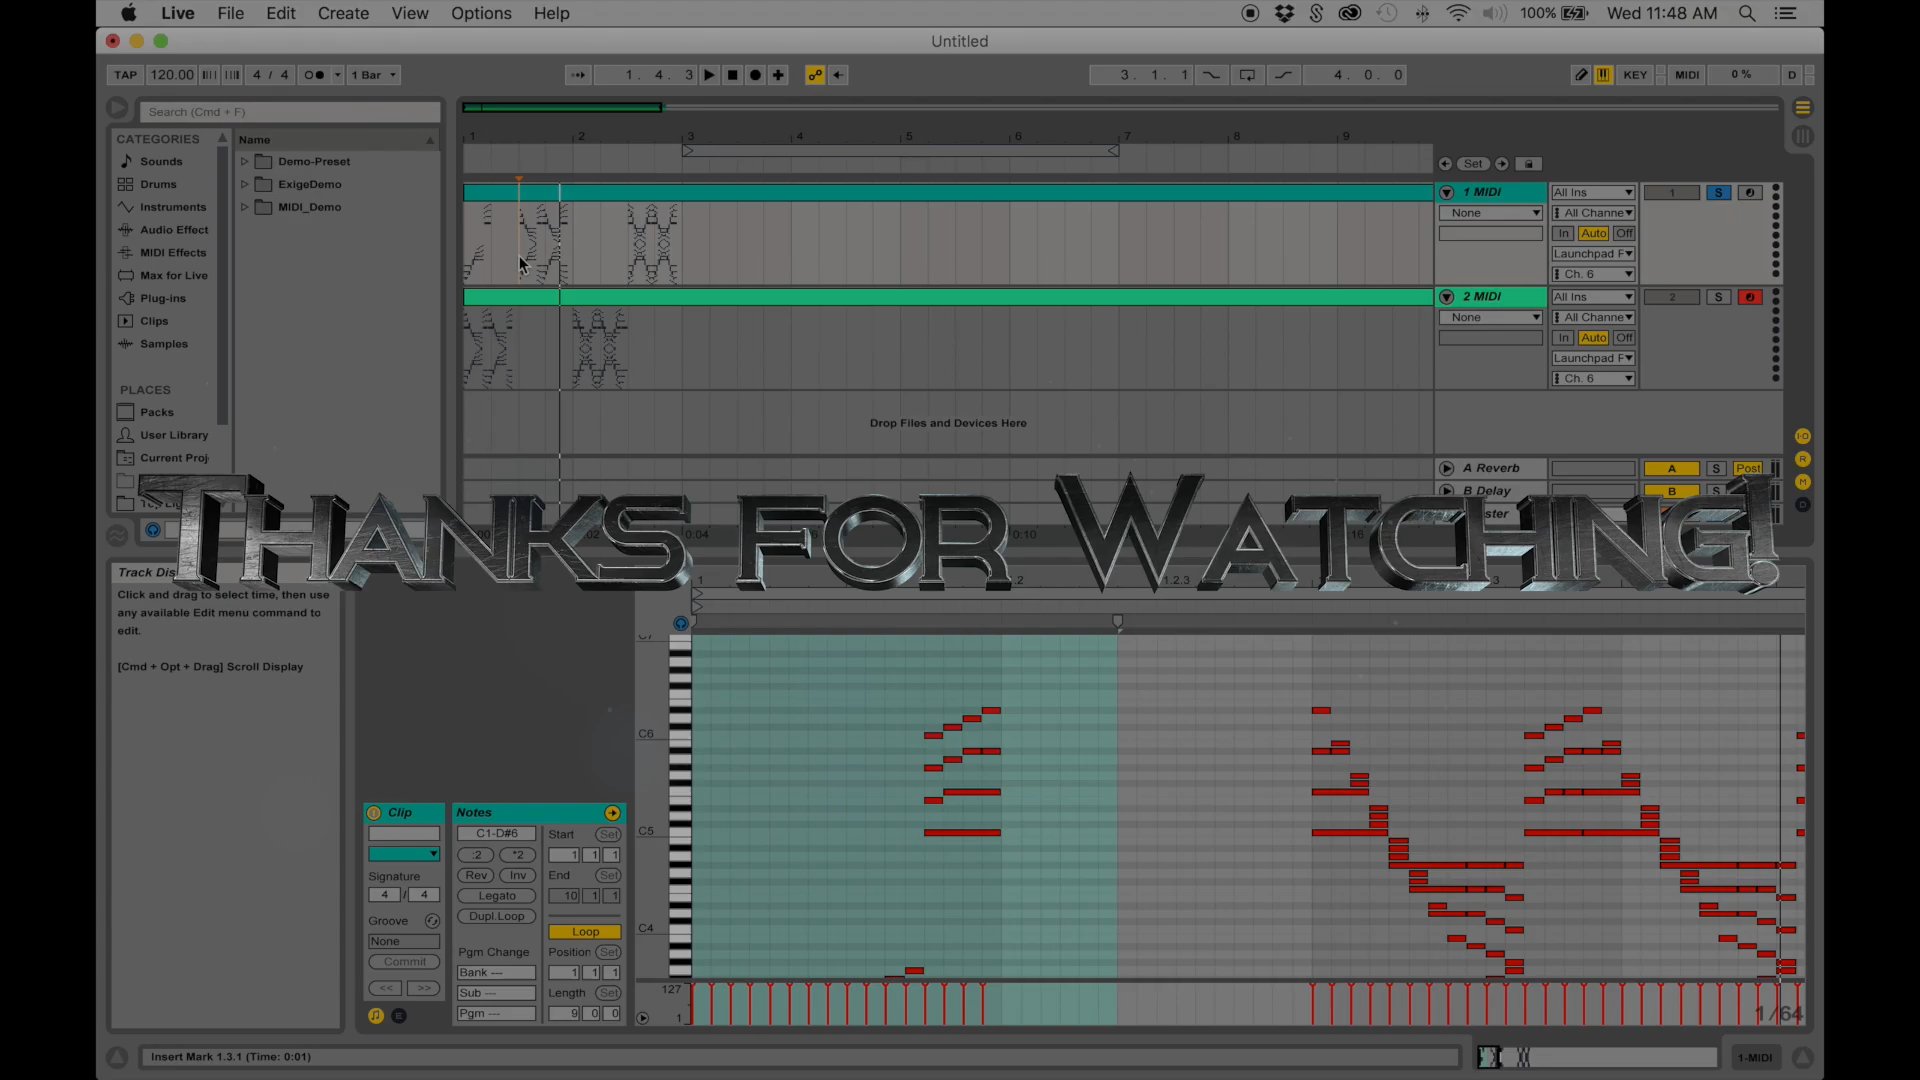 Live File Edit Create View Options Help 100% Wed 11:48 AM
Untitled
TAP 120.00 4 / 4 1 Bar 1. 4. 3 3. 1. 1 4. 0. 0 KEY MIDI 0 % D
Search (Cmd + F)
1 2 3 4 5 6 7 8 9
CATEGORIES
Sounds
Drums
Instruments
Audio Effect
MIDI Effects
Max for Live
Plug-ins
Clips
Samples
PLACES
Packs
User Library
Current Proj
Name
Demo-Preset
ExigeDemo
MIDI_Demo
Set
1 MIDI All Ins 1 S
None All Channe
In Auto Off
Launchpad F
Ch. 6
2 MIDI All Ins 2 S
None All Channe
In Auto Off
Launchpad F
Ch. 6
Drop Files and Devices Here
A Reverb A S Post
B Delay B S
0:04 0:10
Thanks for Watching!
Track Dis
Click and drag to select time, then use
any available Edit menu command to
edit.
[Cmd + Opt + Drag] Scroll Display
Clip
Signature
4 / 4
Groove
None
Commit
<< >>
Notes
C1-D#6
:2 *2
Rev Inv
Legato
Dupl.Loop
Pgm Change
Bank ---
Sub ---
Pgm ---
Start Set
1 1 1
End Set
10 1 1
Loop
Position Set
1 1 1
Length Set
9 0 0
1 1.2.3
C7
C6
C5
C4
127
1
1/64
Insert Mark 1.3.1 (Time: 0:01)
1-MIDI